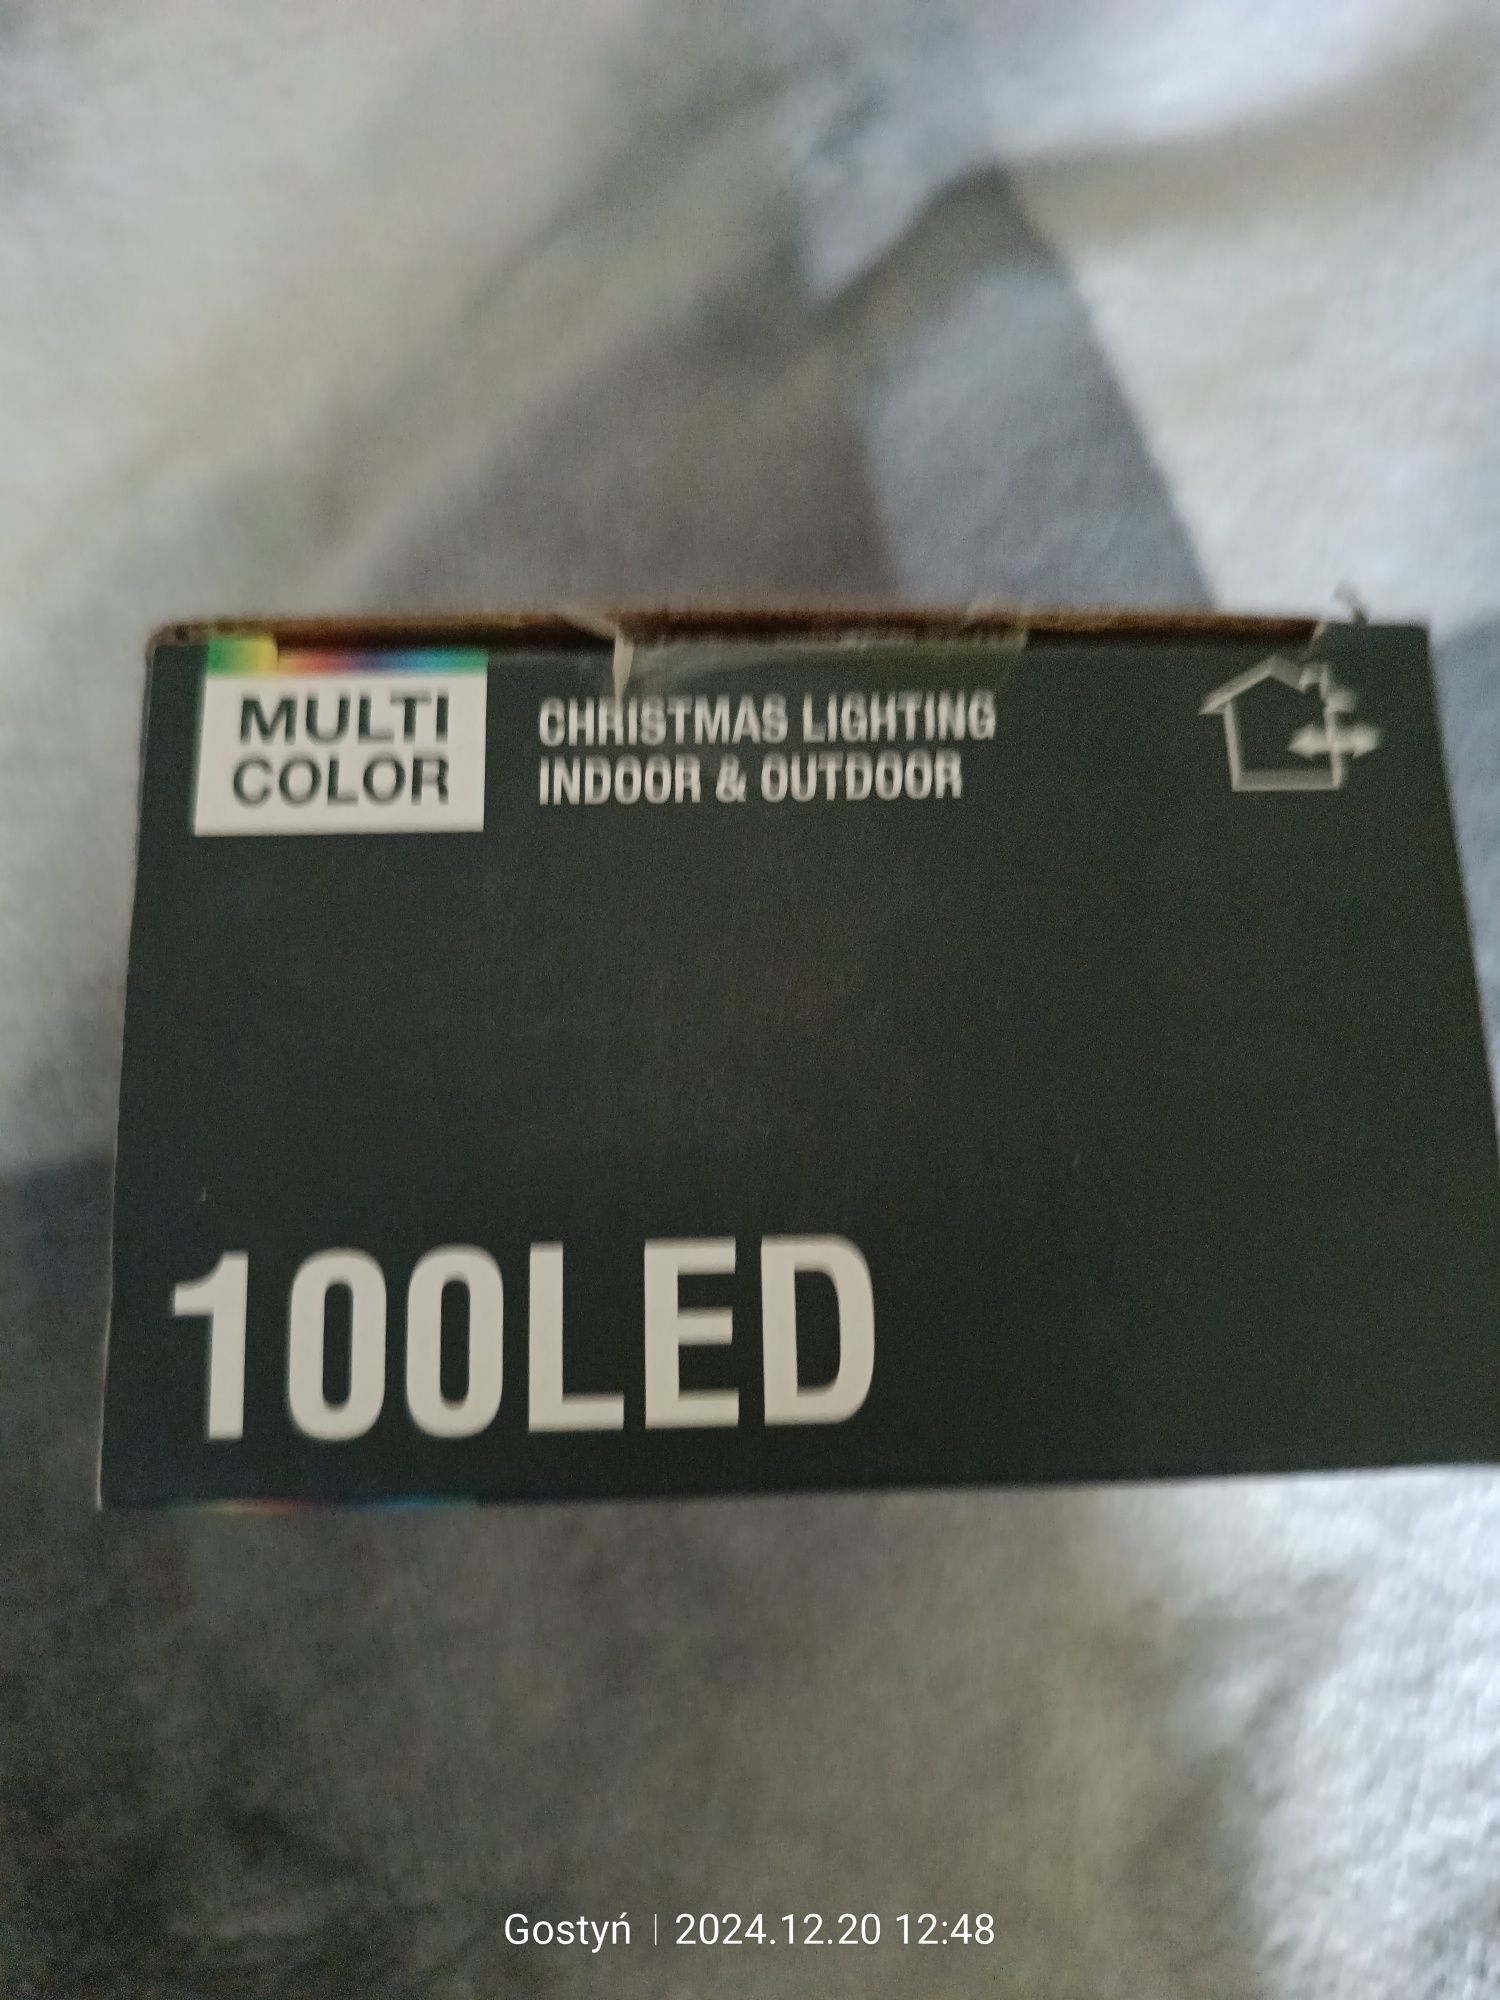 MULTI
COLOR
CHRISTMAS LIGHTING
INDOOR & OUTDOOR
100LED
Gostyń | 2024.12.20 12:48